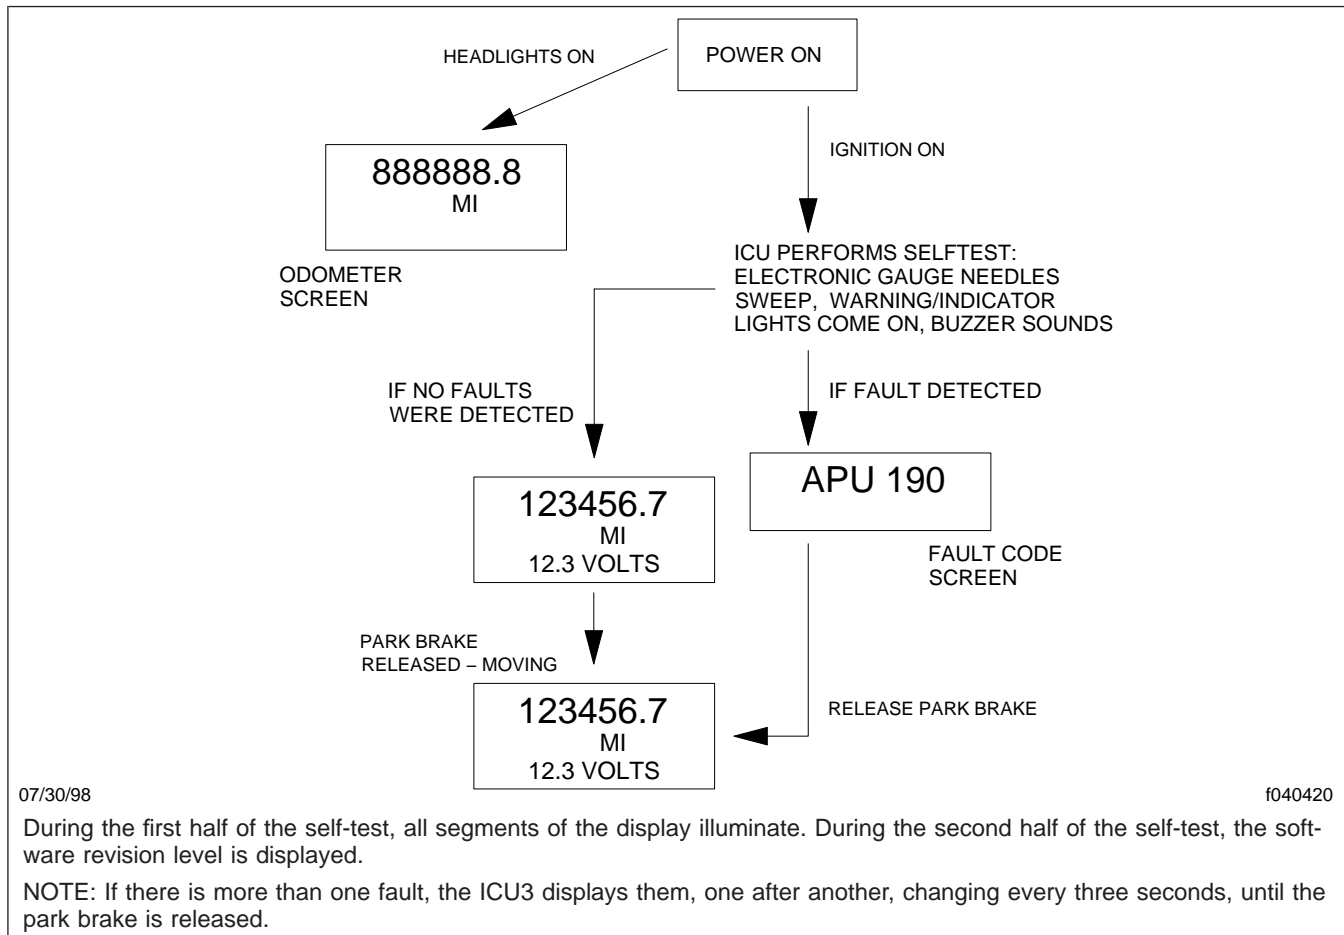 POWER ON
HEADLIGHTS ON
IGNITION ON
888888.8
MI
ODOMETER
SCREEN
ICU PERFORMS SELFTEST:
ELECTRONIC GAUGE NEEDLES
SWEEP, WARNING/INDICATOR
LIGHTS COME ON, BUZZER SOUNDS
IF NO FAULTS
WERE DETECTED
IF FAULT DETECTED
123456.7
MI
12.3 VOLTS
APU 190
FAULT CODE
SCREEN
PARK BRAKE
RELEASED – MOVING
123456.7
MI
12.3 VOLTS
RELEASE PARK BRAKE
07/30/98
f040420
During the first half of the self-test, all segments of the display illuminate. During the second half of the self-test, the soft-
ware revision level is displayed.
NOTE: If there is more than one fault, the ICU3 displays them, one after another, changing every three seconds, until the
park brake is released.